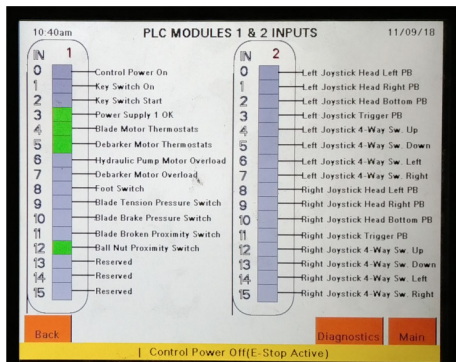 10:40am PLC MODULES 1 & 2 INPUTS 11/09/18
IN 1
0 Control Power On
1 Key Switch On
2 Key Switch Start
3 Power Supply 1 OK
4 Blade Motor Thermostats
5 Debarker Motor Thermostats
6 Hydraulic Pump Motor Overload
7 Debarker Motor Overload
8 Foot Switch
9 Blade Tension Pressure Switch
10 Blade Brake Pressure Switch
11 Blade Broken Proximity Switch
12 Ball Nut Proximity Switch
13 Reserved
14 Reserved
15 Reserved
IN 2
0 Left Joystick Head Left PB
1 Left Joystick Head Right PB
2 Left Joystick Head Bottom PB
3 Left Joystick Trigger PB
4 Left Joystick 4-Way Sw. Up
5 Left Joystick 4-Way Sw. Down
6 Left Joystick 4-Way Sw. Left
7 Left Joystick 4-Way Sw. Right
8 Right Joystick Head Left PB
9 Right Joystick Head Right PB
10 Right Joystick Head Bottom PB
11 Right Joystick Trigger PB
12 Right Joystick 4-Way Sw. Up
13 Right Joystick 4-Way Sw. Down
14 Right Joystick 4-Way Sw. Left
15 Right Joystick 4-Way Sw. Right
Back Diagnostics Main
| Control Power Off(E-Stop Active)